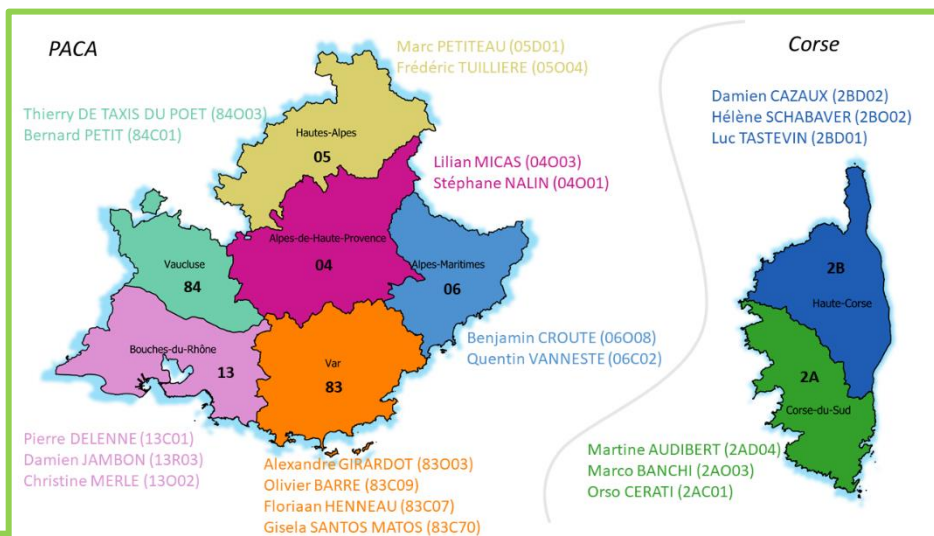 PACA
Corse
Marc PETITEAU (05D01)
Frédéric TUILLIERE (05O04)
Thierry DE TAXIS DU POET (84O03)
Bernard PETIT (84C01)
Damien CAZAUX (2BD02)
Hélène SCHABAVER (2BO02)
Luc TASTEVIN (2BD01)
Hautes-Alpes
05
Lilian MICAS (04O03)
Stéphane NALIN (04O01)
Alpes-de-Haute-Provence
04
Vaucluse
84
Alpes-Maritimes
06
2B
Haute-Corse
Benjamin CROUTE (06O08)
Quentin VANNESTE (06C02)
Bouches-du-Rhône
13
Var
83
2A
Corse-du-Sud
Pierre DELENNE (13C01)
Damien JAMBON (13R03)
Christine MERLE (13O02)
Alexandre GIRARDOT (83O03)
Olivier BARRE (83C09)
Floriaan HENNEAU (83C07)
Gisela SANTOS MATOS (83C70)
Martine AUDIBERT (2AD04)
Marco BANCHI (2AO03)
Orso CERATI (2AC01)